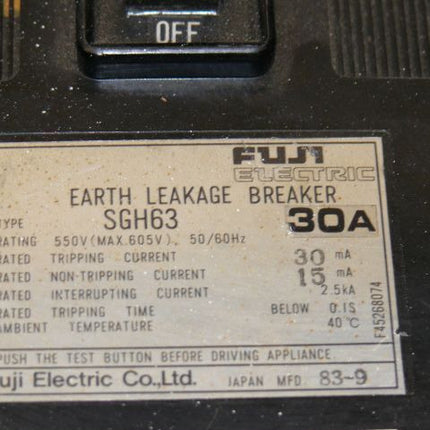 OFF
FUJI
ELECTRIC
EARTH LEAKAGE BREAKER
TYPE SGH63 30A
RATING 550V(MAX.605V), 50/60Hz
RATED TRIPPING CURRENT 30 mA
RATED NON-TRIPPING CURRENT 15 mA
RATED INTERRUPTING CURRENT 2.5kA
RATED TRIPPING TIME BELOW 0.1S
AMBIENT TEMPERATURE 40°C
F45268074
PUSH THE TEST BUTTON BEFORE DRIVING APPLIANCE.
Fuji Electric Co.,Ltd. JAPAN MFD. 83-9